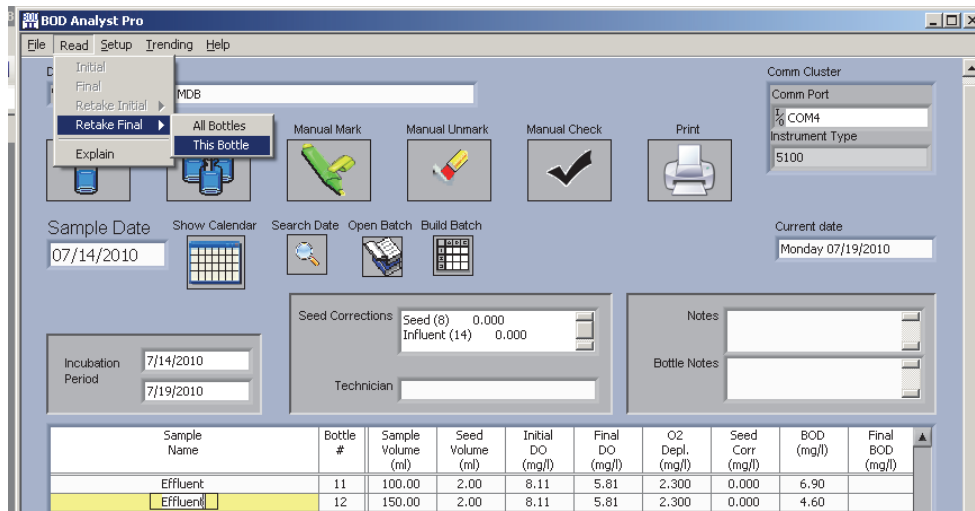 BOD Analyst Pro
File Read Setup Trending Help
Initial
Final
Retake Initial
Retake Final
Explain
All Bottles
This Bottle
MDB
Manual Mark Manual Unmark Manual Check Print
Comm Cluster
Comm Port
COM4
Instrument Type
5100
Sample Date
07/14/2010
Show Calendar Search Date Open Batch Build Batch
Current date
Monday 07/19/2010
Incubation
Period
7/14/2010
7/19/2010
Seed Corrections
Seed (8) 0.000
Influent (14) 0.000
Technician
Notes
Bottle Notes
Sample Name Bottle # Sample Volume (ml) Seed Volume (ml) Initial DO (mg/l) Final DO (mg/l) O2 Depl. (mg/l) Seed Corr (mg/l) BOD (mg/l) Final BOD (mg/l)
Effluent 11 100.00 2.00 8.11 5.81 2.300 0.000 6.90
Effluent 12 150.00 2.00 8.11 5.81 2.300 0.000 4.60